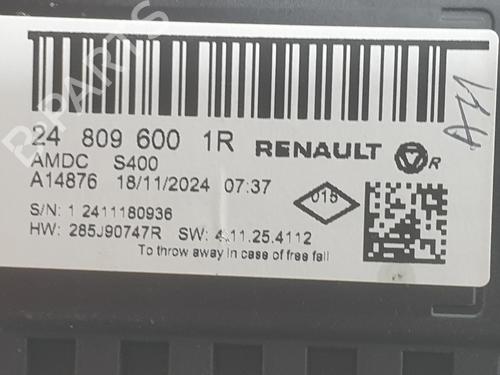 24 809 600 1R RENAULT R
AMDC S400
A14876 18/11/2024 07:37
015
S/N: 1 2411180936
HW: 285J90747R SW: 4.11.25.4112
To throw away in case of free fall